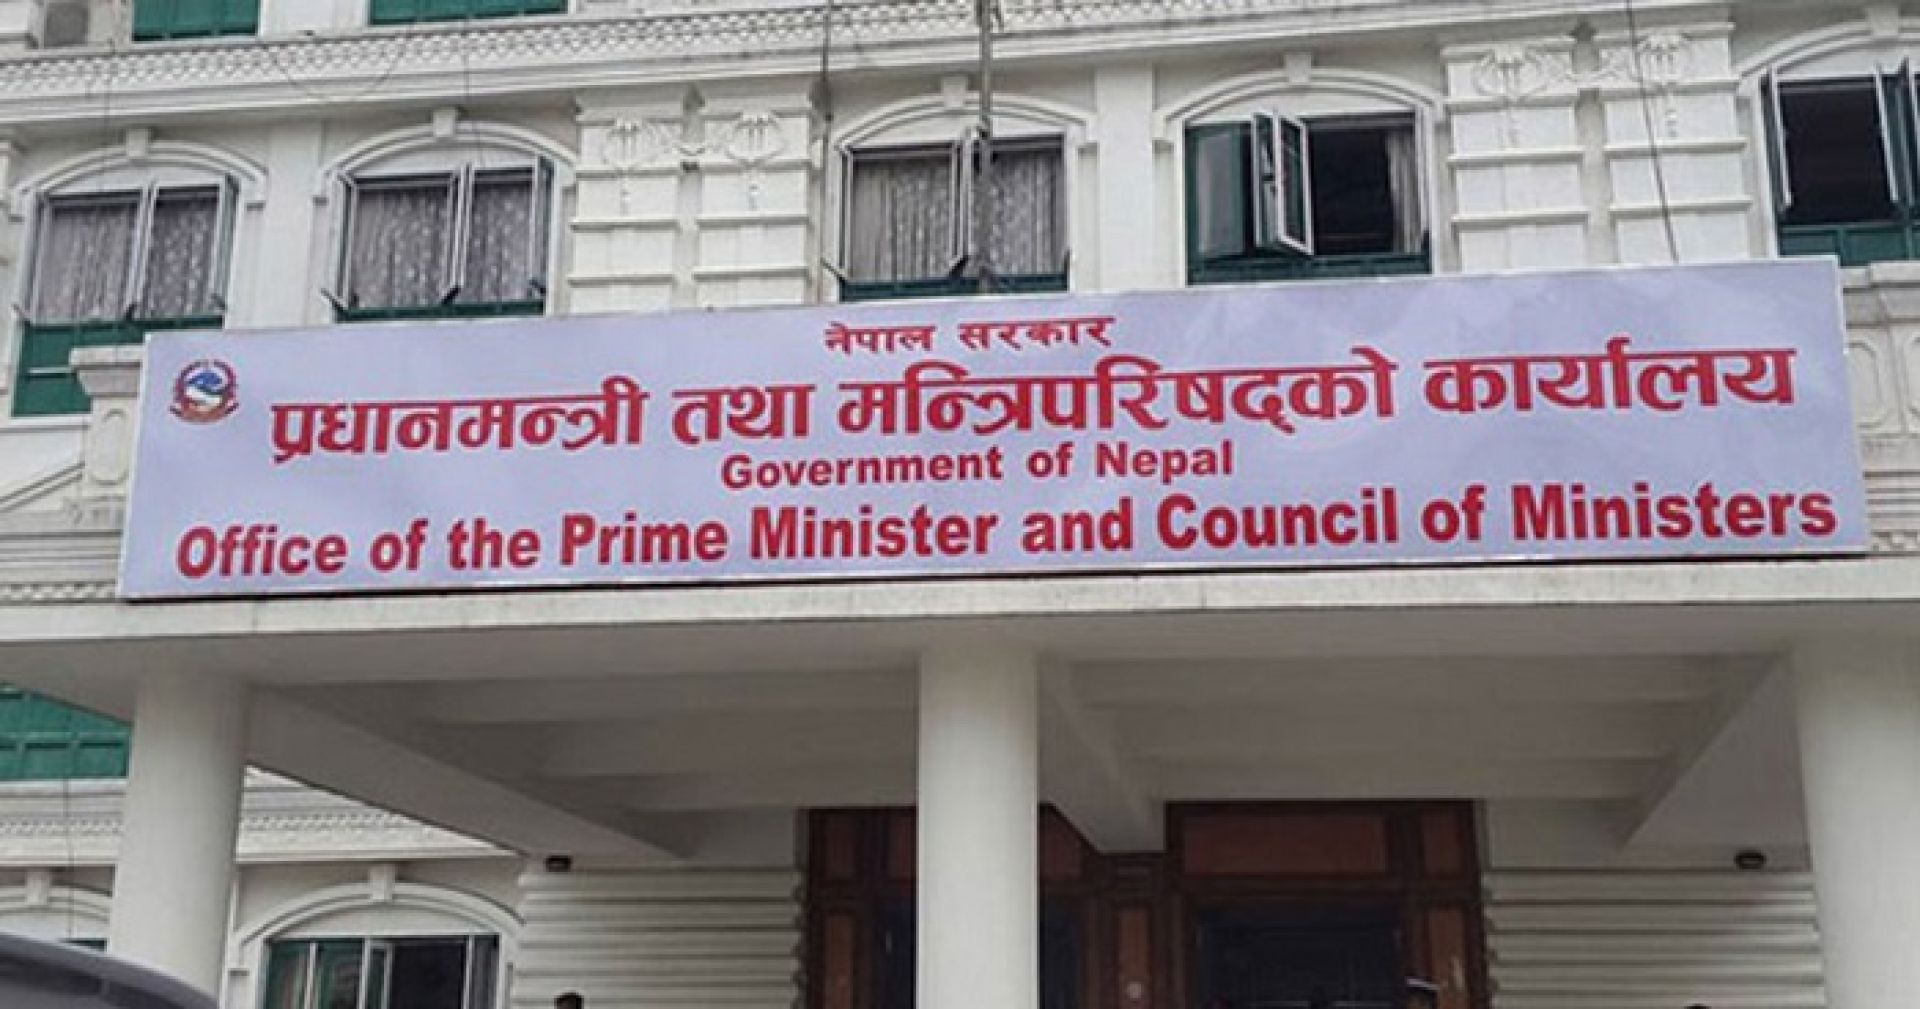 नेपाल सरकार
प्रधानमन्त्री तथा मन्त्रिपरिषद्को कार्यालय
Government of Nepal
Office of the Prime Minister and Council of Ministers